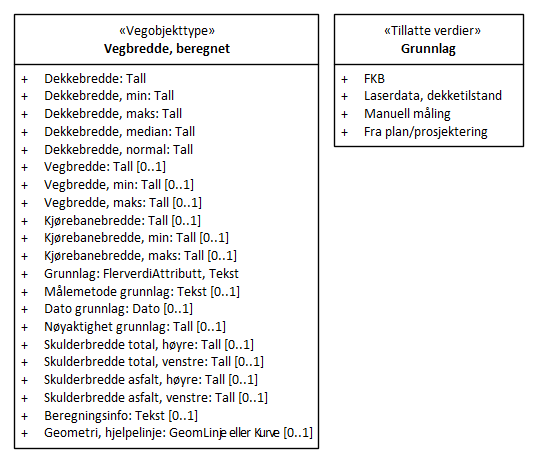 «Vegobjekttype»
Vegbredde, beregnet
+ Dekkebredde: Tall
+ Dekkebredde, min: Tall
+ Dekkebredde, maks: Tall
+ Dekkebredde, median: Tall
+ Dekkebredde, normal: Tall
+ Vegbredde: Tall [0..1]
+ Vegbredde, min: Tall [0..1]
+ Vegbredde, maks: Tall [0..1]
+ Kjørebanebredde: Tall [0..1]
+ Kjørebanebredde, min: Tall [0..1]
+ Kjørebanebredde, maks: Tall [0..1]
+ Grunnlag: FlerverdiAttributt, Tekst
+ Målemetode grunnlag: Tekst [0..1]
+ Dato grunnlag: Dato [0..1]
+ Nøyaktighet grunnlag: Tall [0..1]
+ Skulderbredde total, høyre: Tall [0..1]
+ Skulderbredde total, venstre: Tall [0..1]
+ Skulderbredde asfalt, høyre: Tall [0..1]
+ Skulderbredde asfalt, venstre: Tall [0..1]
+ Beregningsinfo: Tekst [0..1]
+ Geometri, hjelpelinje: GeomLinje eller Kurve [0..1]
«Tillatte verdier»
Grunnlag
+ FKB
+ Laserdata, dekketilstand
+ Manuell måling
+ Fra plan/prosjektering